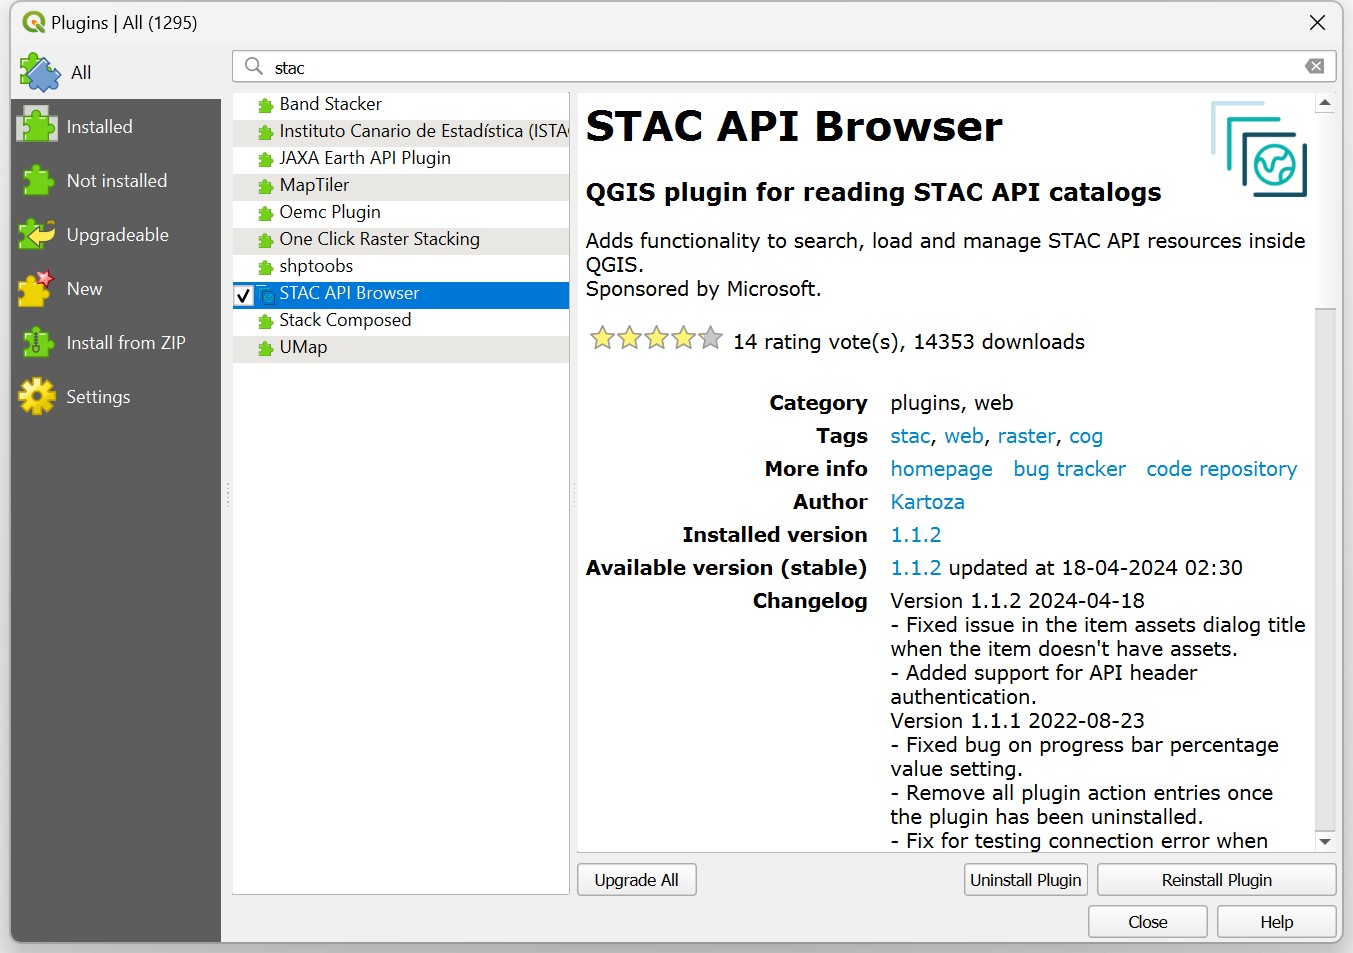 Plugins | All (1295)
All
Installed
Not installed
Upgradeable
New
Install from ZIP
Settings
stac
Band Stacker
Instituto Canario de Estadística (ISTA
JAXA Earth API Plugin
MapTiler
Oemc Plugin
One Click Raster Stacking
shptoobs
STAC API Browser
Stack Composed
UMap
STAC API Browser
QGIS plugin for reading STAC API catalogs
Adds functionality to search, load and manage STAC API resources inside
QGIS.
Sponsored by Microsoft.
14 rating vote(s), 14353 downloads
Category plugins, web
Tags stac, web, raster, cog
More info homepage bug tracker code repository
Author Kartoza
Installed version 1.1.2
Available version (stable) 1.1.2 updated at 18-04-2024 02:30
Changelog Version 1.1.2 2024-04-18
- Fixed issue in the item assets dialog title
when the item doesn't have assets.
- Added support for API header
authentication.
Version 1.1.1 2022-08-23
- Fixed bug on progress bar percentage
value setting.
- Remove all plugin action entries once
the plugin has been uninstalled.
- Fix for testing connection error when
Upgrade All
Uninstall Plugin
Reinstall Plugin
Close
Help